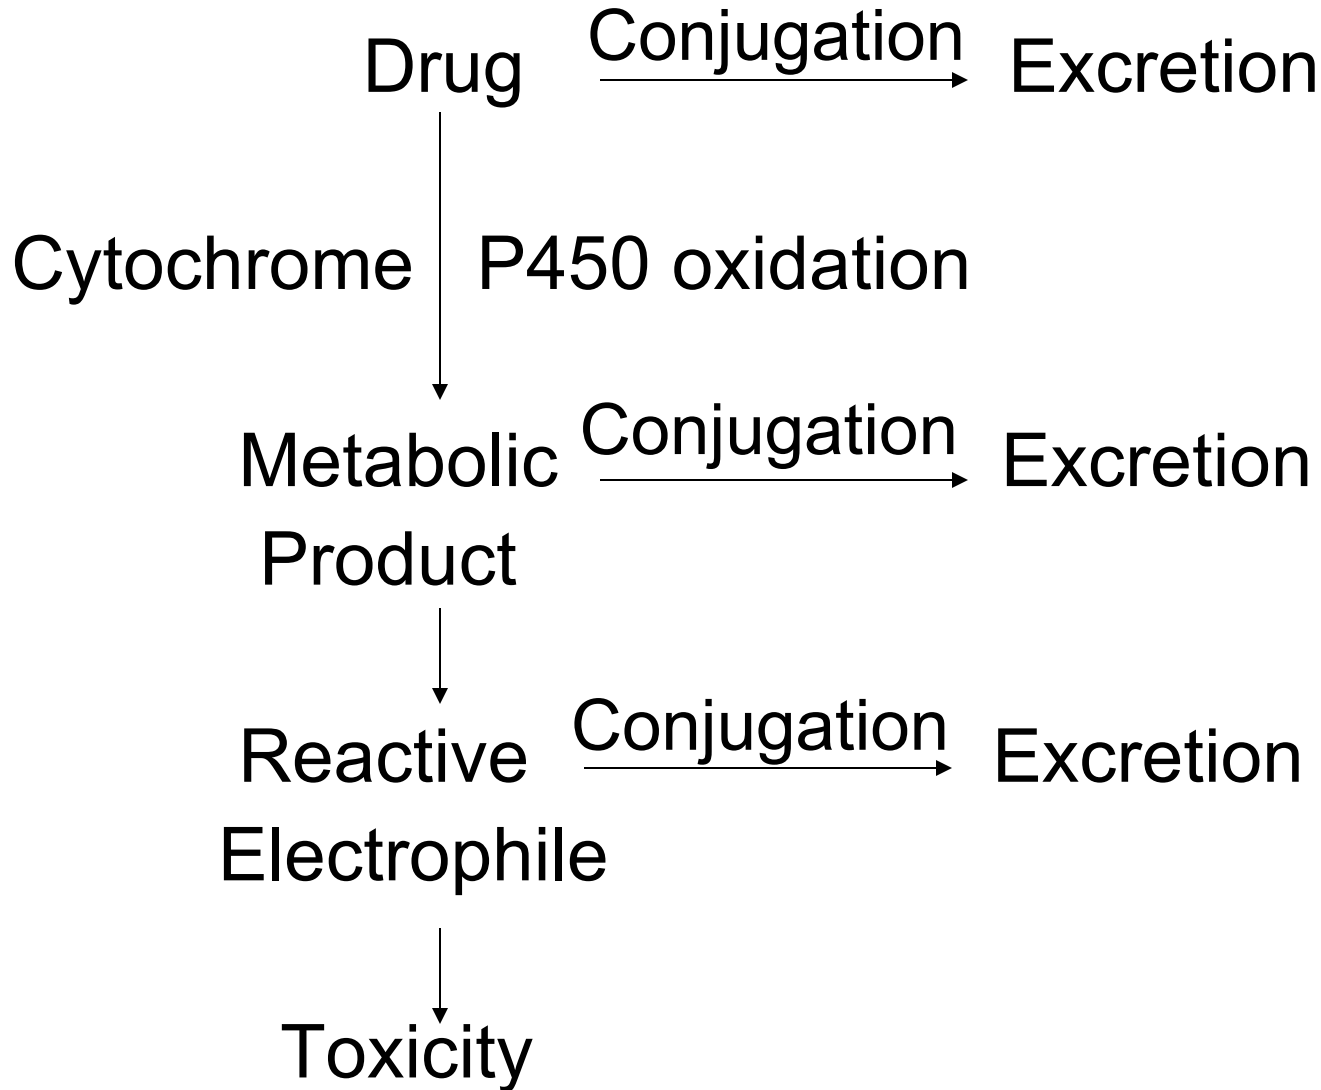 Drug Conjugation Excretion
Cytochrome P450 oxidation
Metabolic Conjugation Excretion
Product
Reactive Conjugation Excretion
Electrophile
Toxicity